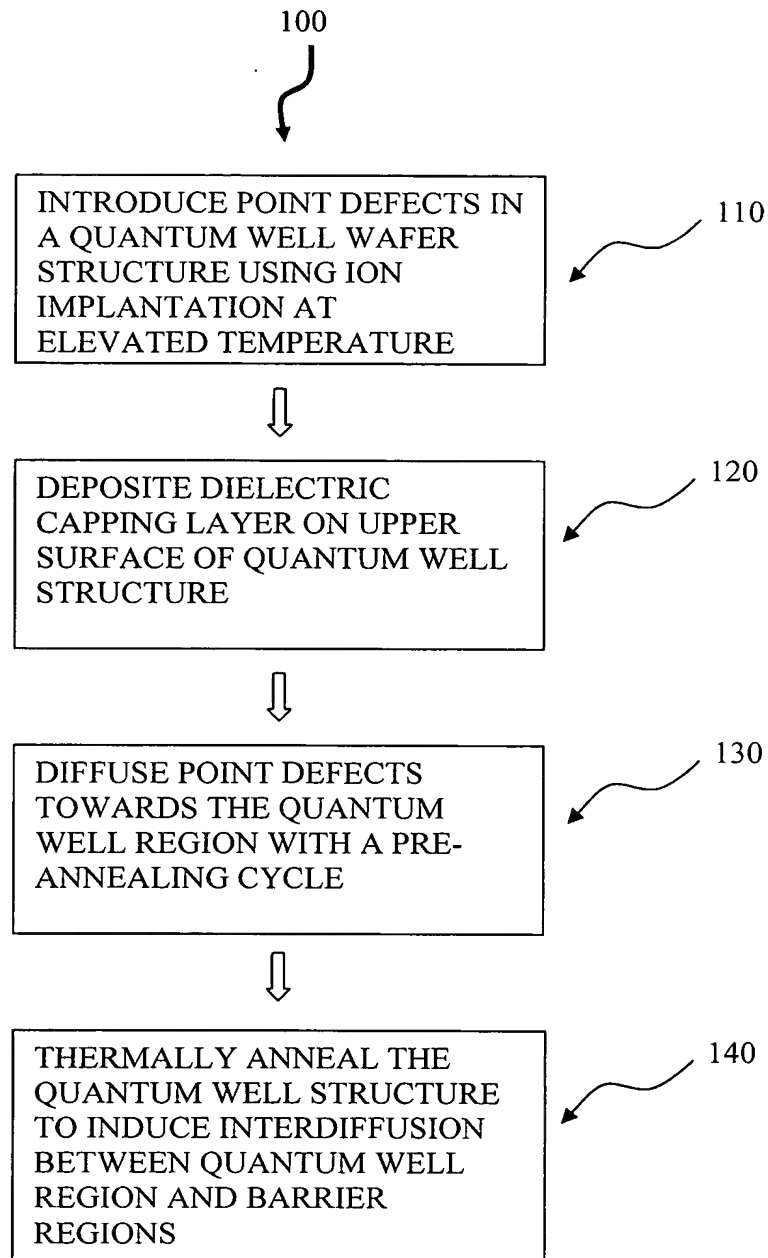 100
INTRODUCE POINT DEFECTS IN
A QUANTUM WELL WAFER
STRUCTURE USING ION
IMPLANTATION AT
ELEVATED TEMPERATURE
110
DEPOSITE DIELECTRIC
CAPPING LAYER ON UPPER
SURFACE OF QUANTUM WELL
STRUCTURE
120
DIFFUSE POINT DEFECTS
TOWARDS THE QUANTUM
WELL REGION WITH A PRE-
ANNEALING CYCLE
130
THERMALLY ANNEAL THE
QUANTUM WELL STRUCTURE
TO INDUCE INTERDIFFUSION
BETWEEN QUANTUM WELL
REGION AND BARRIER
REGIONS
140